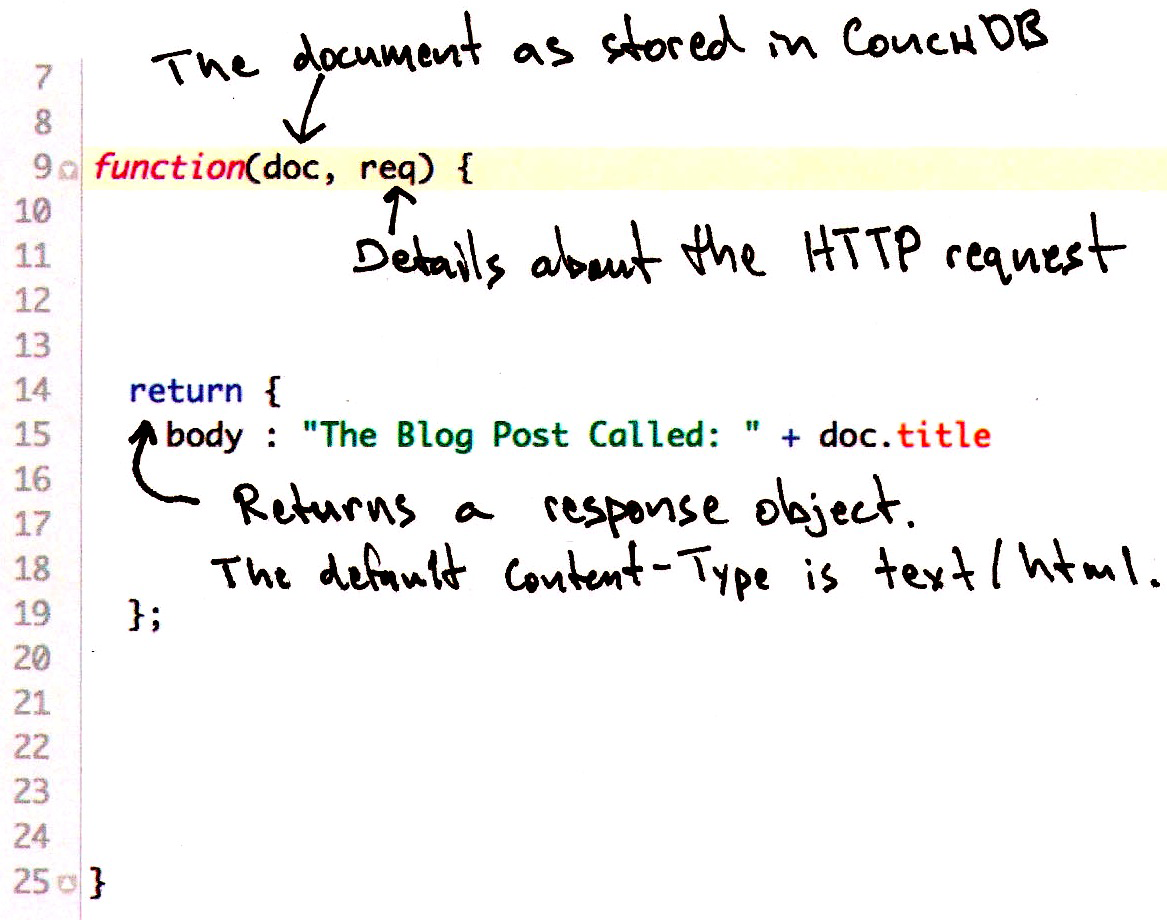 The document as stored in CouchDB
7
8
9 function(doc, req) {
10
Details about the HTTP request
11
12
13
14 return {
15 body : "The Blog Post Called: " + doc.title
16
Returns a response object.
17
The default Content-Type is text/html.
18
19 };
20
21
22
23
24
25 }